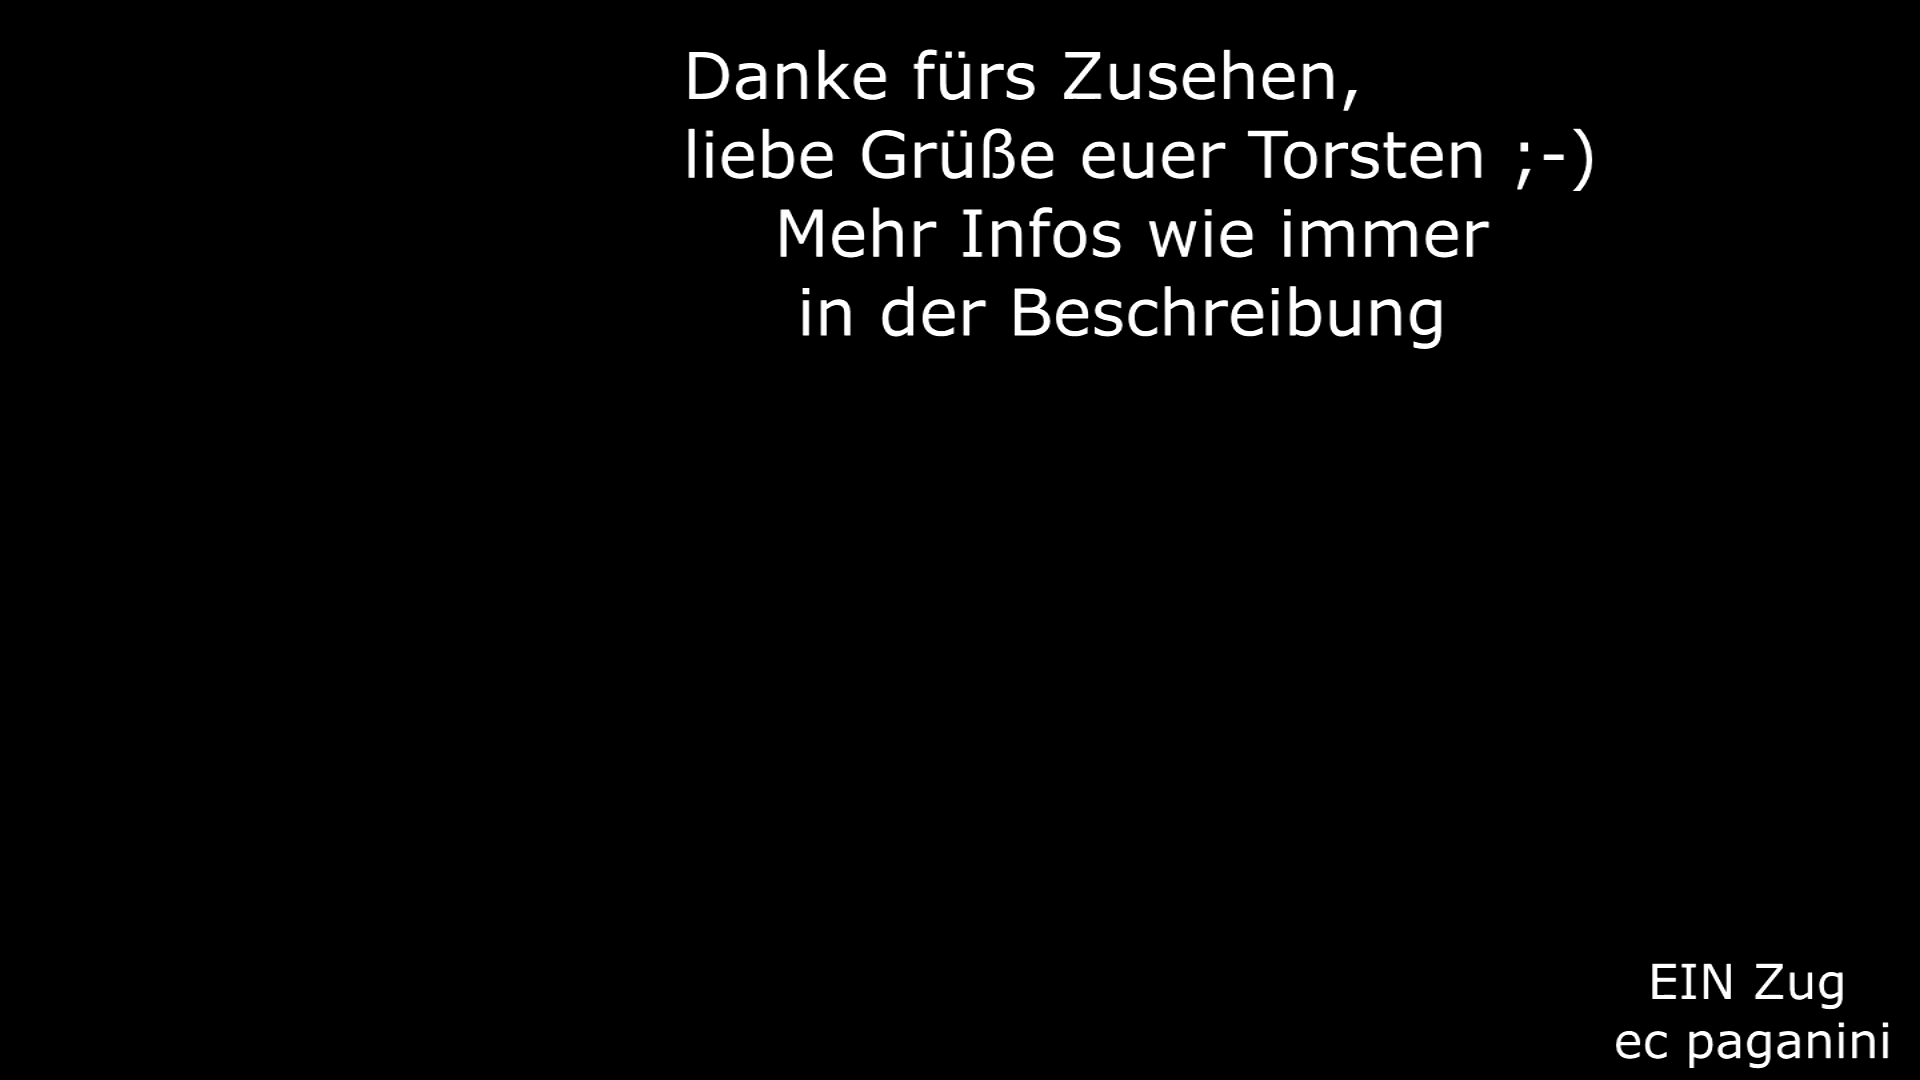 Danke fürs Zusehen,
liebe Grüße euer Torsten ;-)
Mehr Infos wie immer
in der Beschreibung
EIN Zug
ec paganini